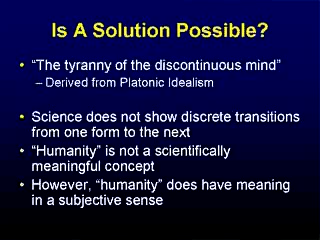 Is A Solution Possible?
• "The tyranny of the discontinuous mind"
– Derived from Platonic Idealism
• Science does not show discrete transitions
from one form to the next
• "Humanity" is not a scientifically
meaningful concept
• However, "humanity" does have meaning
in a subjective sense